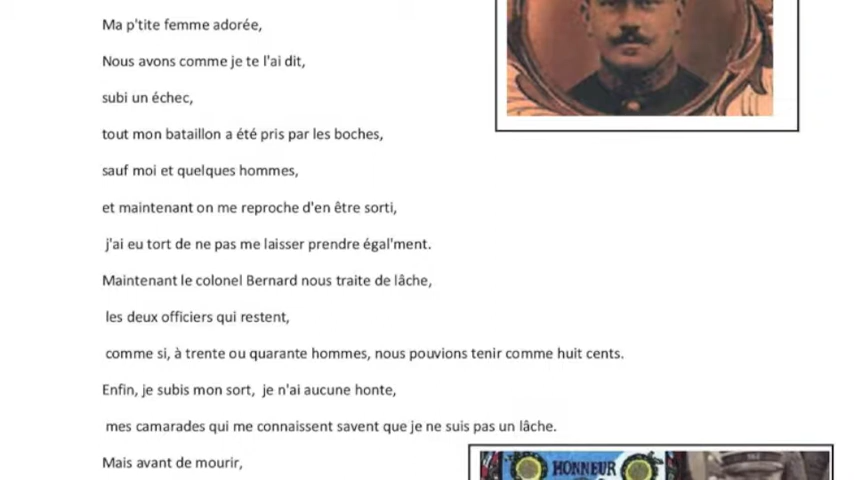 Ma p'tite femme adorée,
Nous avons comme je te l'ai dit,
subi un échec,
tout mon bataillon a été pris par les boches,
sauf moi et quelques hommes,
et maintenant on me reproche d'en être sorti,
j'ai eu tort de ne pas me laisser prendre égal'ment.
Maintenant le colonel Bernard nous traite de lâche,
les deux officiers qui restent,
comme si, à trente ou quarante hommes, nous pouvions tenir comme huit cents.
Enfin, je subis mon sort, je n'ai aucune honte,
mes camarades qui me connaissent savent que je ne suis pas un lâche.
Mais avant de mourir,
HONNEUR